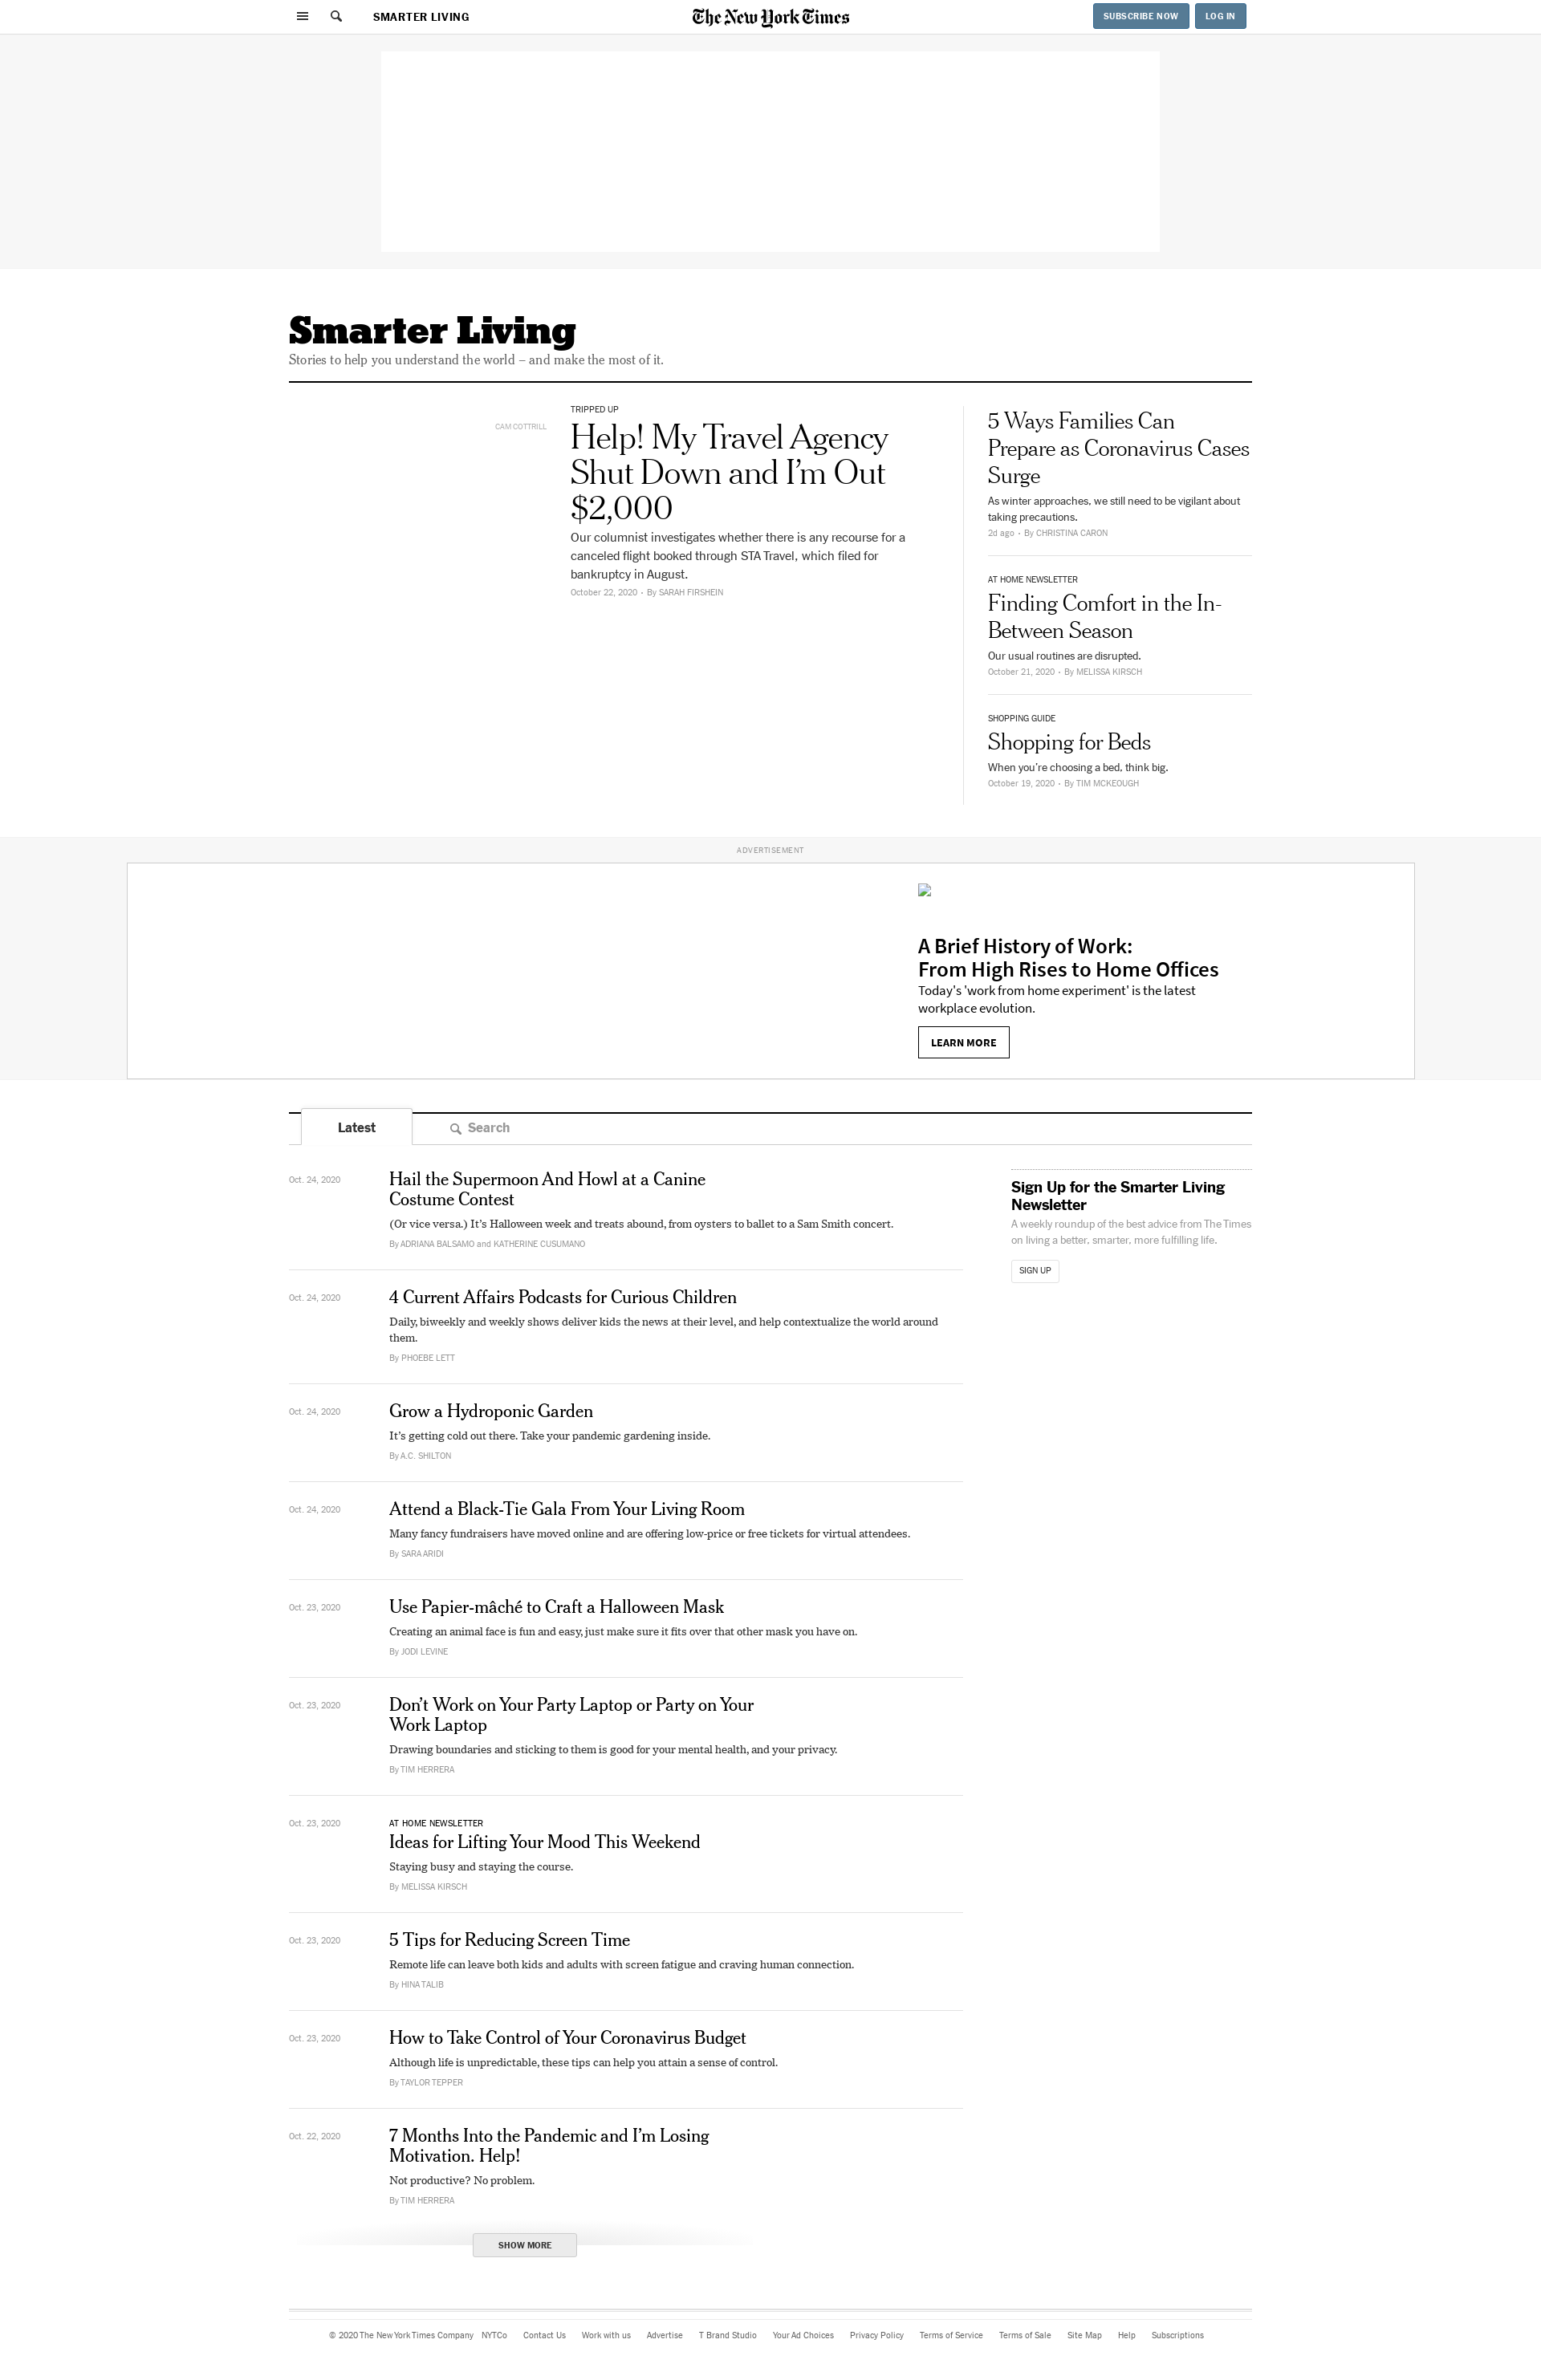 SMARTER LIVING
The New York Times
SUBSCRIBE NOW
LOG IN
Smarter Living
Stories to help you understand the world – and make the most of it.
CAM COTTRILL
TRIPPED UP
Help! My Travel Agency
Shut Down and I’m Out
$2,000
Our columnist investigates whether there is any recourse for a
canceled flight booked through STA Travel, which filed for
bankruptcy in August.
October 22, 2020 • By SARAH FIRSHEIN
5 Ways Families Can
Prepare as Coronavirus Cases
Surge
As winter approaches, we still need to be vigilant about
taking precautions.
2d ago • By CHRISTINA CARON
AT HOME NEWSLETTER
Finding Comfort in the In-
Between Season
Our usual routines are disrupted.
October 21, 2020 • By MELISSA KIRSCH
SHOPPING GUIDE
Shopping for Beds
When you’re choosing a bed, think big.
October 19, 2020 • By TIM MCKEOUGH
ADVERTISEMENT
A Brief History of Work:
From High Rises to Home Offices
Today's 'work from home experiment' is the latest
workplace evolution.
LEARN MORE
Latest
Search
Oct. 24, 2020
Hail the Supermoon And Howl at a Canine
Costume Contest
(Or vice versa.) It’s Halloween week and treats abound, from oysters to ballet to a Sam Smith concert.
By ADRIANA BALSAMO and KATHERINE CUSUMANO
Oct. 24, 2020
4 Current Affairs Podcasts for Curious Children
Daily, biweekly and weekly shows deliver kids the news at their level, and help contextualize the world around
them.
By PHOEBE LETT
Oct. 24, 2020
Grow a Hydroponic Garden
It’s getting cold out there. Take your pandemic gardening inside.
By A.C. SHILTON
Oct. 24, 2020
Attend a Black-Tie Gala From Your Living Room
Many fancy fundraisers have moved online and are offering low-price or free tickets for virtual attendees.
By SARA ARIDI
Oct. 23, 2020
Use Papier-mâché to Craft a Halloween Mask
Creating an animal face is fun and easy, just make sure it fits over that other mask you have on.
By JODI LEVINE
Oct. 23, 2020
Don’t Work on Your Party Laptop or Party on Your
Work Laptop
Drawing boundaries and sticking to them is good for your mental health, and your privacy.
By TIM HERRERA
Oct. 23, 2020
AT HOME NEWSLETTER
Ideas for Lifting Your Mood This Weekend
Staying busy and staying the course.
By MELISSA KIRSCH
Oct. 23, 2020
5 Tips for Reducing Screen Time
Remote life can leave both kids and adults with screen fatigue and craving human connection.
By HINA TALIB
Oct. 23, 2020
How to Take Control of Your Coronavirus Budget
Although life is unpredictable, these tips can help you attain a sense of control.
By TAYLOR TEPPER
Oct. 22, 2020
7 Months Into the Pandemic and I’m Losing
Motivation. Help!
Not productive? No problem.
By TIM HERRERA
SHOW MORE
Sign Up for the Smarter Living
Newsletter
A weekly roundup of the best advice from The Times
on living a better, smarter, more fulfilling life.
SIGN UP
© 2020 The New York Times Company NYTCo Contact Us Work with us Advertise T Brand Studio Your Ad Choices Privacy Policy Terms of Service Terms of Sale Site Map Help Subscriptions